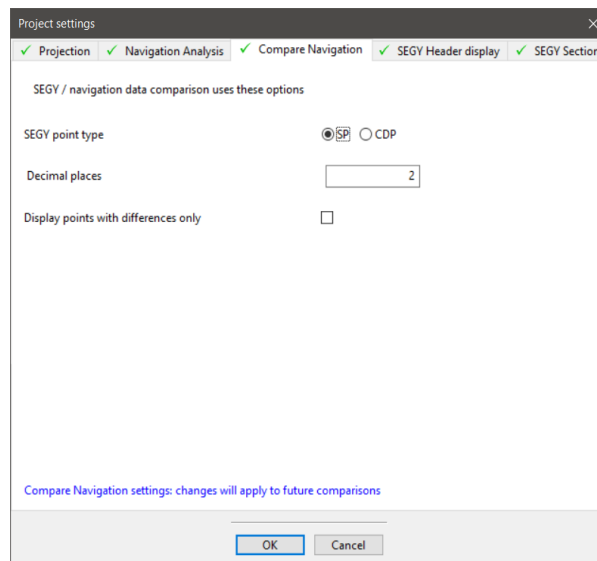 Project settings
Projection Navigation Analysis Compare Navigation SEGY Header display SEGY Section
SEGY / navigation data comparison uses these options
SEGY point type SP CDP
Decimal places 2
Display points with differences only
Compare Navigation settings: changes will apply to future comparisons
OK Cancel